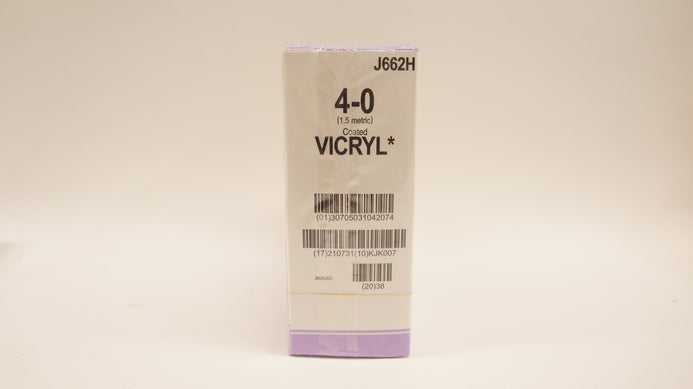 J662H
4-0
(1.5 metric)
Coated
VICRYL*
(01)30705031042074
(17)210731(10)KJK007
(20)38